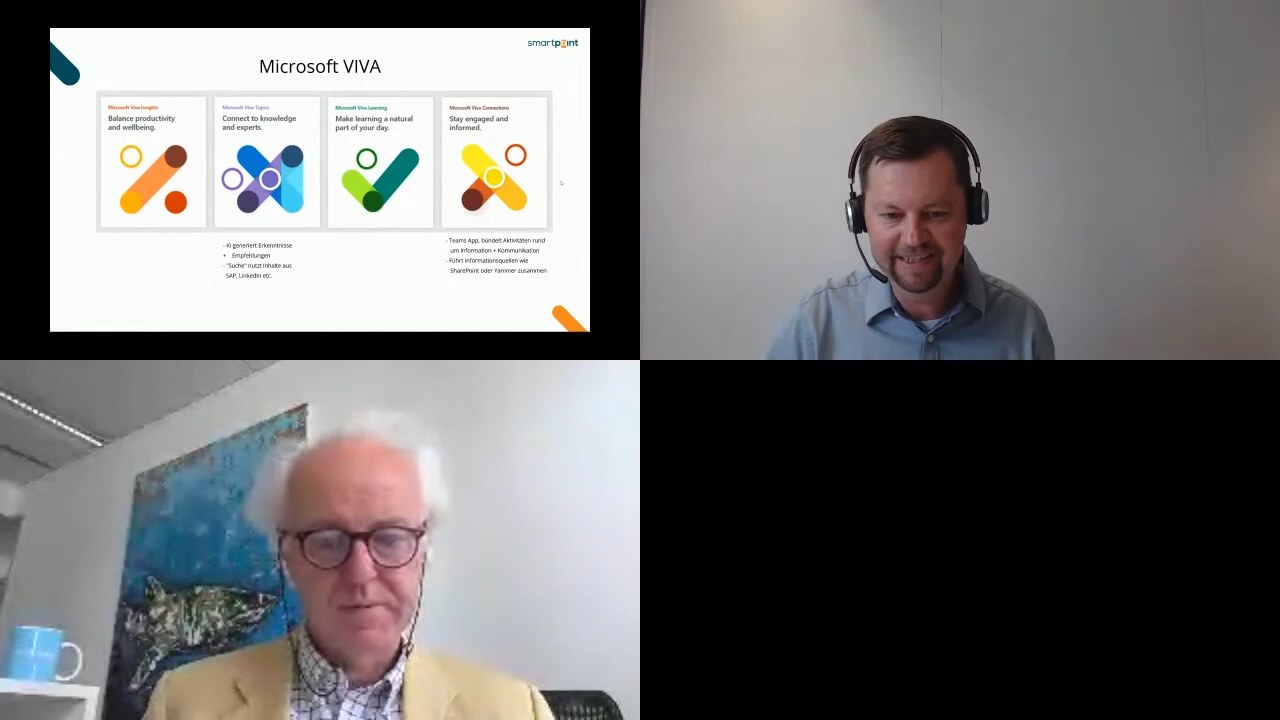 smartpoint
Microsoft VIVA
Microsoft Viva Insights
Balance productivity
and wellbeing.
Microsoft Viva Topics
Connect to knowledge
and experts.
Microsoft Viva Learning
Make learning a natural
part of your day.
Microsoft Viva Connections
Stay engaged and
informed.
- KI generiert Erkenntnisse
+ Empfehlungen
- "Suche" nutzt Inhalte aus
SAP, LinkedIn etc.
- Teams App, bündelt Aktivitäten rund
um Information + Kommunikation
- Führt Informationsquellen wie
SharePoint oder Yammer zusammen